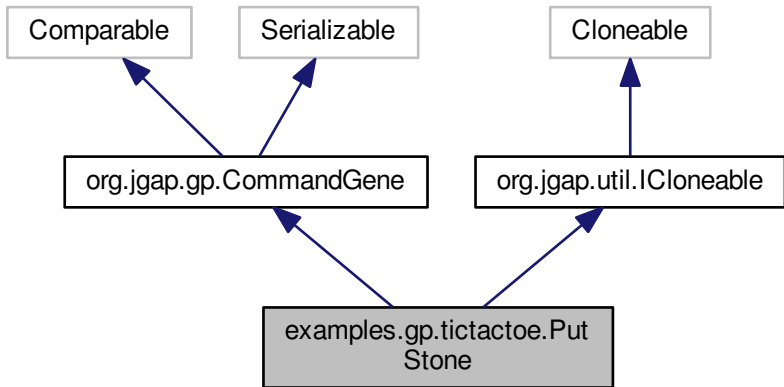 Comparable
Serializable
Cloneable
org.jgap.gp.CommandGene
org.jgap.util.ICloneable
examples.gp.tictactoe.Put
Stone